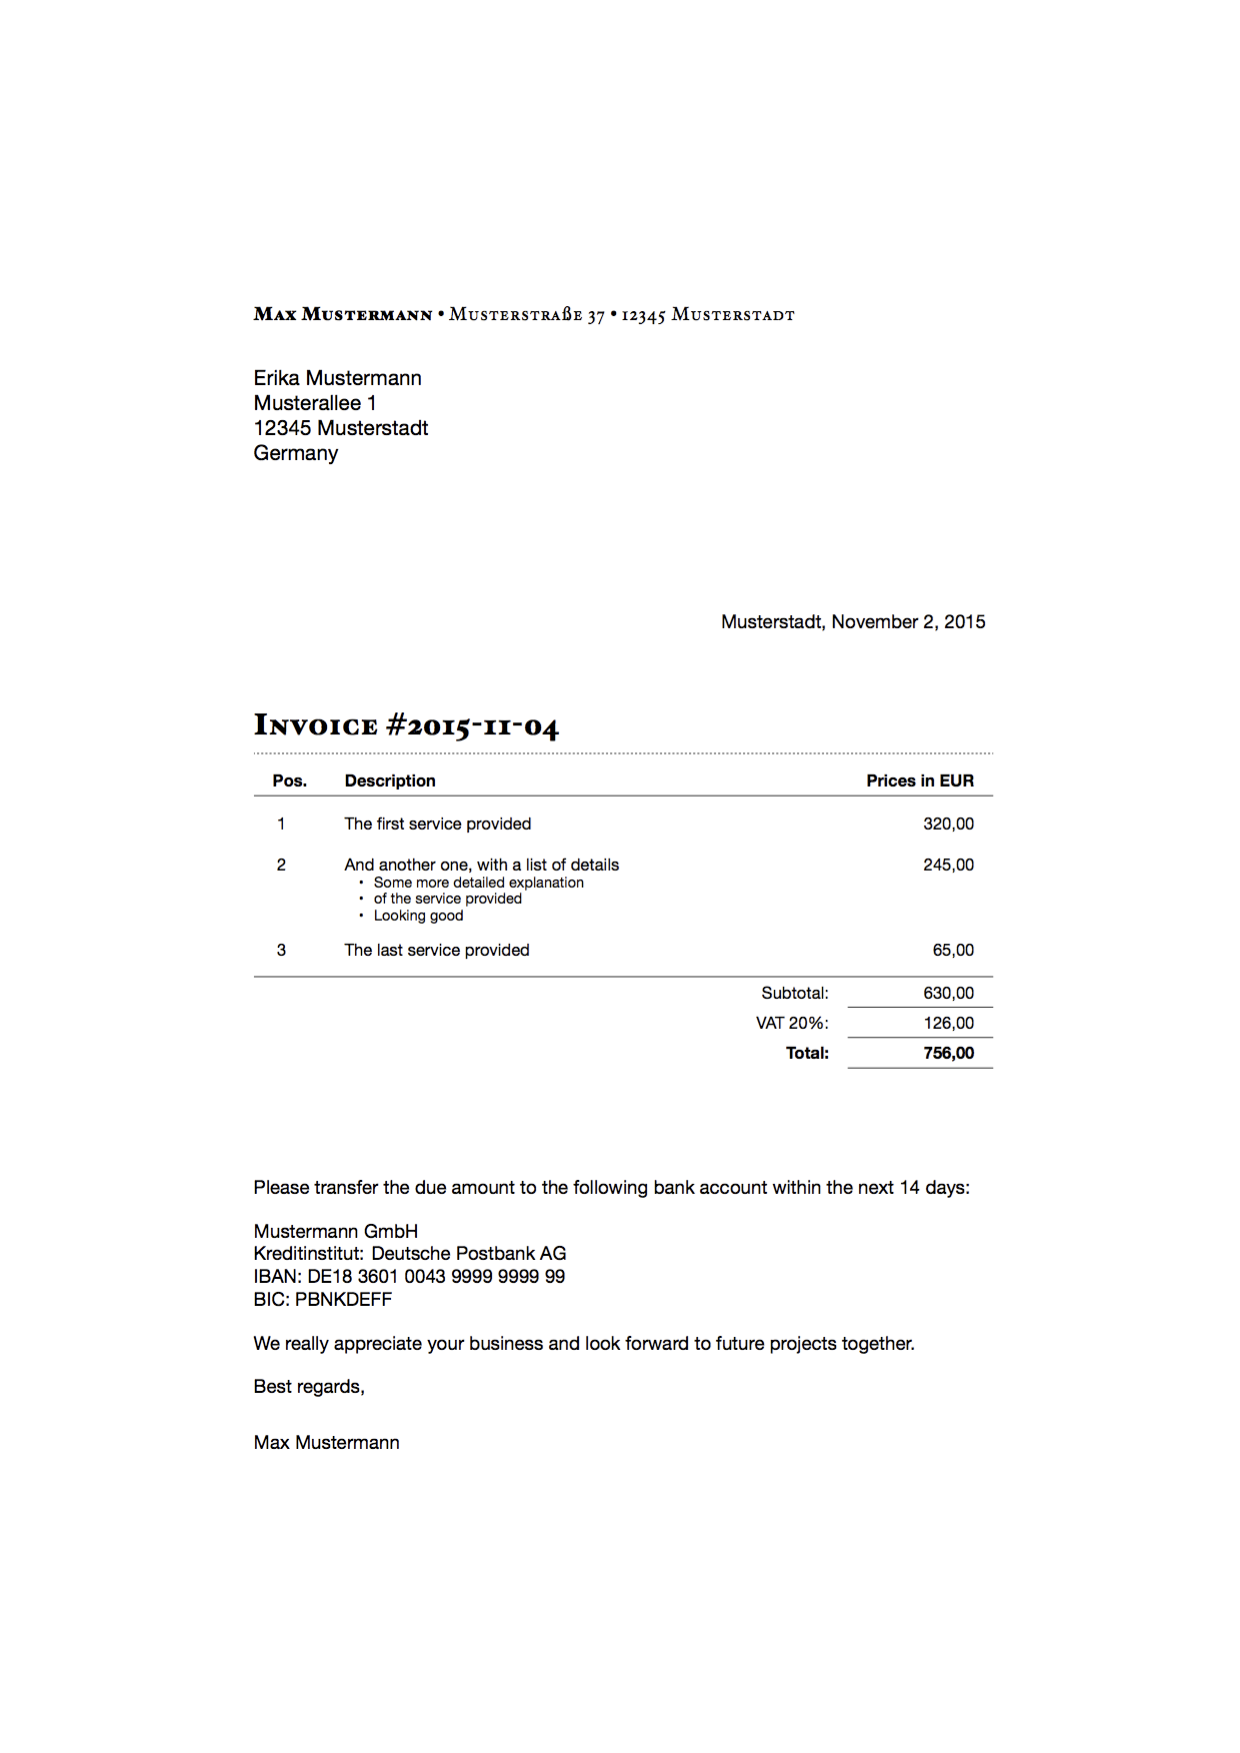 Max Mustermann • Musterstraße 37 • 12345 Musterstadt
Erika Mustermann
Musterallee 1
12345 Musterstadt
Germany
Musterstadt, November 2, 2015
Invoice #2015-11-04
Pos. Description Prices in EUR
1 The first service provided 320,00
2 And another one, with a list of details 245,00
• Some more detailed explanation
• of the service provided
• Looking good
3 The last service provided 65,00
Subtotal: 630,00
VAT 20%: 126,00
Total: 756,00
Please transfer the due amount to the following bank account within the next 14 days:
Mustermann GmbH
Kreditinstitut: Deutsche Postbank AG
IBAN: DE18 3601 0043 9999 9999 99
BIC: PBNKDEFF
We really appreciate your business and look forward to future projects together.
Best regards,
Max Mustermann